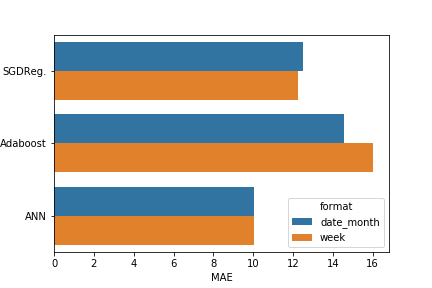 SGDReg.
Adaboost
ANN
format
date_month
week
0 2 4 6 8 10 12 14 16
MAE